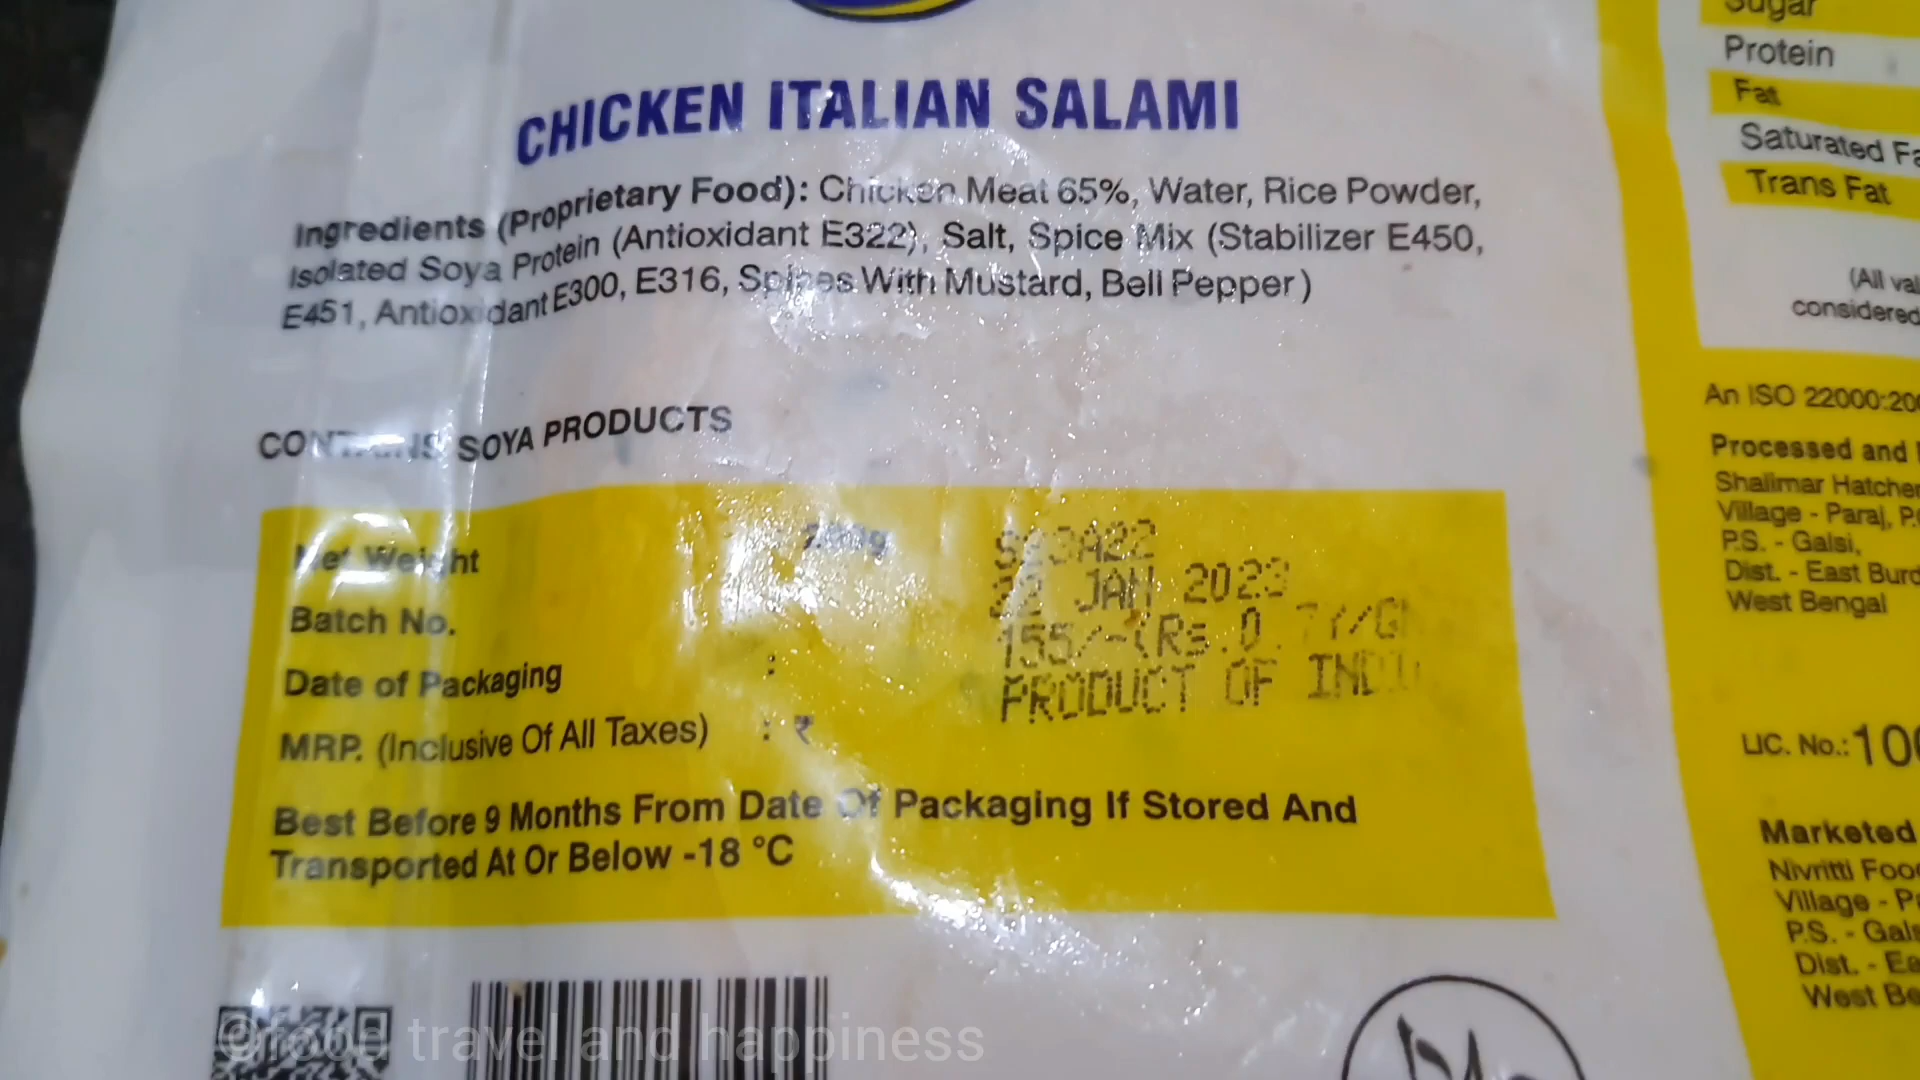 CHICKEN ITALIAN SALAMI
Ingredients (Proprietary Food): Chicken Meat 65%, Water, Rice Powder,
Isolated Soya Protein (Antioxidant E322), Salt, Spice Mix (Stabilizer E450,
E451, Antioxidant E300, E316, Spices With Mustard, Bell Pepper)
CONTAINS SOYA PRODUCTS
Net Weight
Batch No.
Date of Packaging :
MRP. (Inclusive Of All Taxes) : ₹
22 JAN 2023
155/-(Rs.0.
PRODUCT OF INDI
Best Before 9 Months From Date Of Packaging If Stored And
Transported At Or Below -18 °C
Sugar
Protein
Fat
Saturated Fa
Trans Fat
(All val
considered
An ISO 22000:20
Processed and
Shalimar Hatcher
Village - Paraj, P.
P.S. - Galsi,
Dist. - East Burd
West Bengal
LIC. No.: 10
Marketed
Nivritti Foo
Village - P
P.S. - Gals
Dist. - Ea
West Be
©food travel and happiness